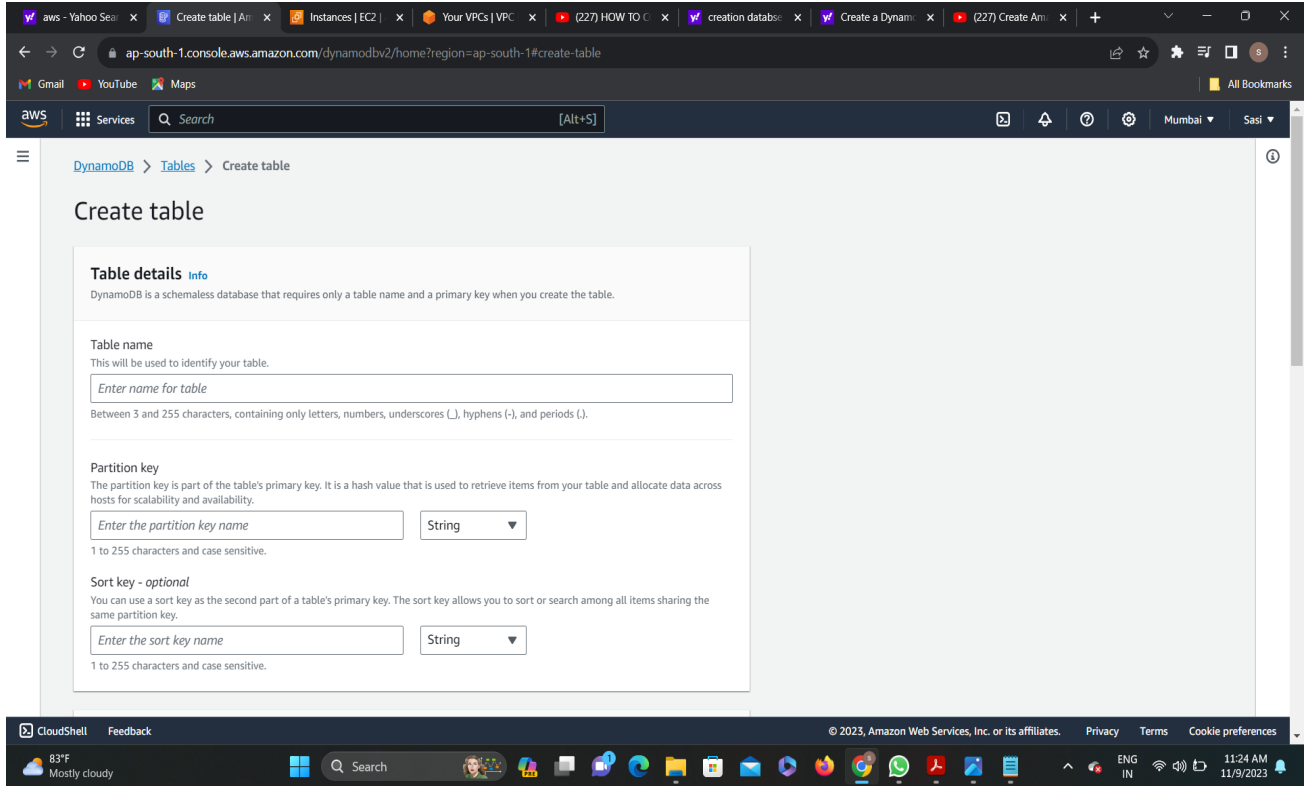 aws - Yahoo Sear
Create table | Am
Instances | EC2 |
Your VPCs | VPC
(227) HOW TO C
creation databse
Create a Dynamo
(227) Create Am
ap-south-1.console.aws.amazon.com/dynamodbv2/home?region=ap-south-1#create-table
S
Gmail YouTube Maps All Bookmarks
aws Services Search [Alt+S] Mumbai Sasi
DynamoDB > Tables > Create table
Create table
Table details Info
DynamoDB is a schemaless database that requires only a table name and a primary key when you create the table.
Table name
This will be used to identify your table.
Enter name for table
Between 3 and 255 characters, containing only letters, numbers, underscores (_), hyphens (-), and periods (.).
Partition key
The partition key is part of the table's primary key. It is a hash value that is used to retrieve items from your table and allocate data across
hosts for scalability and availability.
Enter the partition key name String
1 to 255 characters and case sensitive.
Sort key - optional
You can use a sort key as the second part of a table's primary key. The sort key allows you to sort or search among all items sharing the
same partition key.
Enter the sort key name String
1 to 255 characters and case sensitive.
CloudShell Feedback © 2023, Amazon Web Services, Inc. or its affiliates. Privacy Terms Cookie preferences
83°F
Mostly cloudy
Search
PRE
1
ENG
IN
11:24 AM
11/9/2023